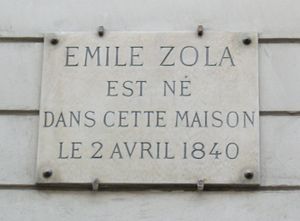 EMILE ZOLA
EST NÉ
DANS CETTE MAISON
LE 2 AVRIL 1840